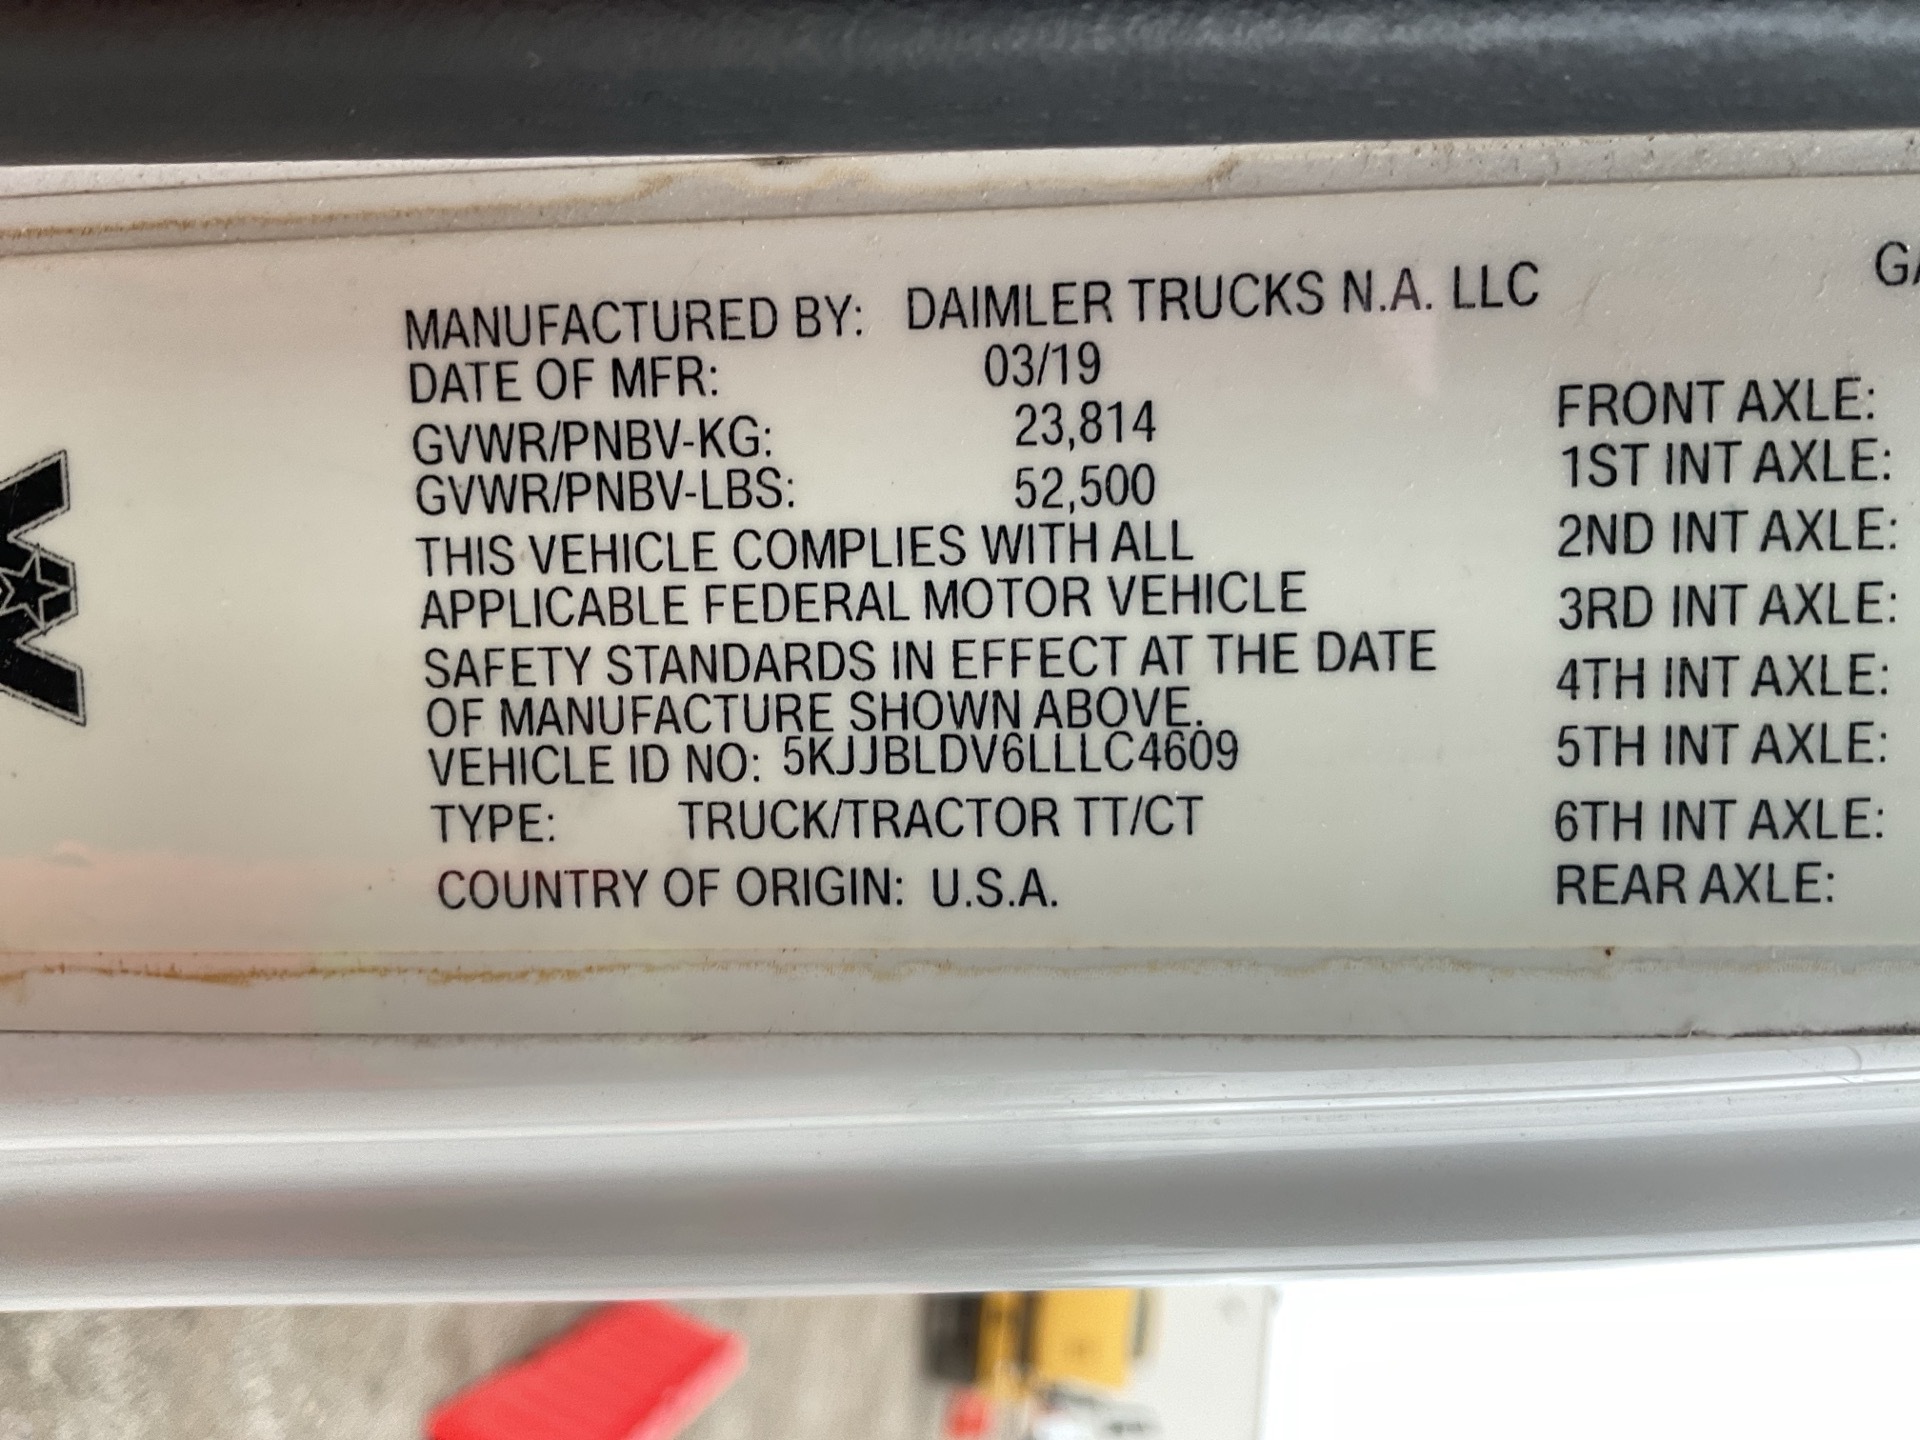 MANUFACTURED BY: DAIMLER TRUCKS N.A. LLC
DATE OF MFR: 03/19
GVWR/PNBV-KG: 23,814
GVWR/PNBV-LBS: 52,500
THIS VEHICLE COMPLIES WITH ALL
APPLICABLE FEDERAL MOTOR VEHICLE
SAFETY STANDARDS IN EFFECT AT THE DATE
OF MANUFACTURE SHOWN ABOVE.
VEHICLE ID NO: 5KJJBLDV6LLLC4609
TYPE: TRUCK/TRACTOR TT/CT
COUNTRY OF ORIGIN: U.S.A.
FRONT AXLE:
1ST INT AXLE:
2ND INT AXLE:
3RD INT AXLE:
4TH INT AXLE:
5TH INT AXLE:
6TH INT AXLE:
REAR AXLE: